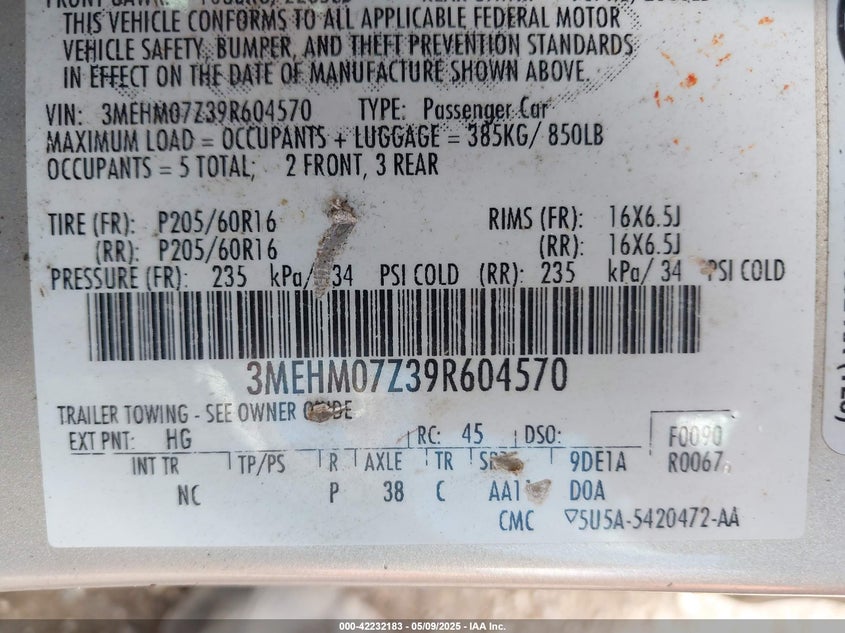 THIS VEHICLE CONFORMS TO ALL APPLICABLE FEDERAL MOTOR
VEHICLE SAFETY, BUMPER, AND THEFT PREVENTION STANDARDS
IN EFFECT ON THE DATE OF MANUFACTURE SHOWN ABOVE.
VIN: 3MEHM07Z39R604570 TYPE: Passenger Car
MAXIMUM LOAD = OCCUPANTS + LUGGAGE = 385KG/ 850LB
OCCUPANTS = 5 TOTAL; 2 FRONT, 3 REAR
TIRE (FR): P205/60R16 RIMS (FR): 16X6.5J
(RR): P205/60R16 (RR): 16X6.5J
PRESSURE (FR): 235 kPa/ 34 PSI COLD (RR): 235 kPa/ 34 PSI COLD
3MEHM07Z39R604570
TRAILER TOWING - SEE OWNER GUIDE
EXT PNT: HG RC: 45 DSO: F0090
INT TR TP/PS R AXLE TR 9DE1A R0067
NC P 38 C D0A
CMC 5U5A-5420472-AA
000-42232183 - 05/09/2025 - IAA Inc.